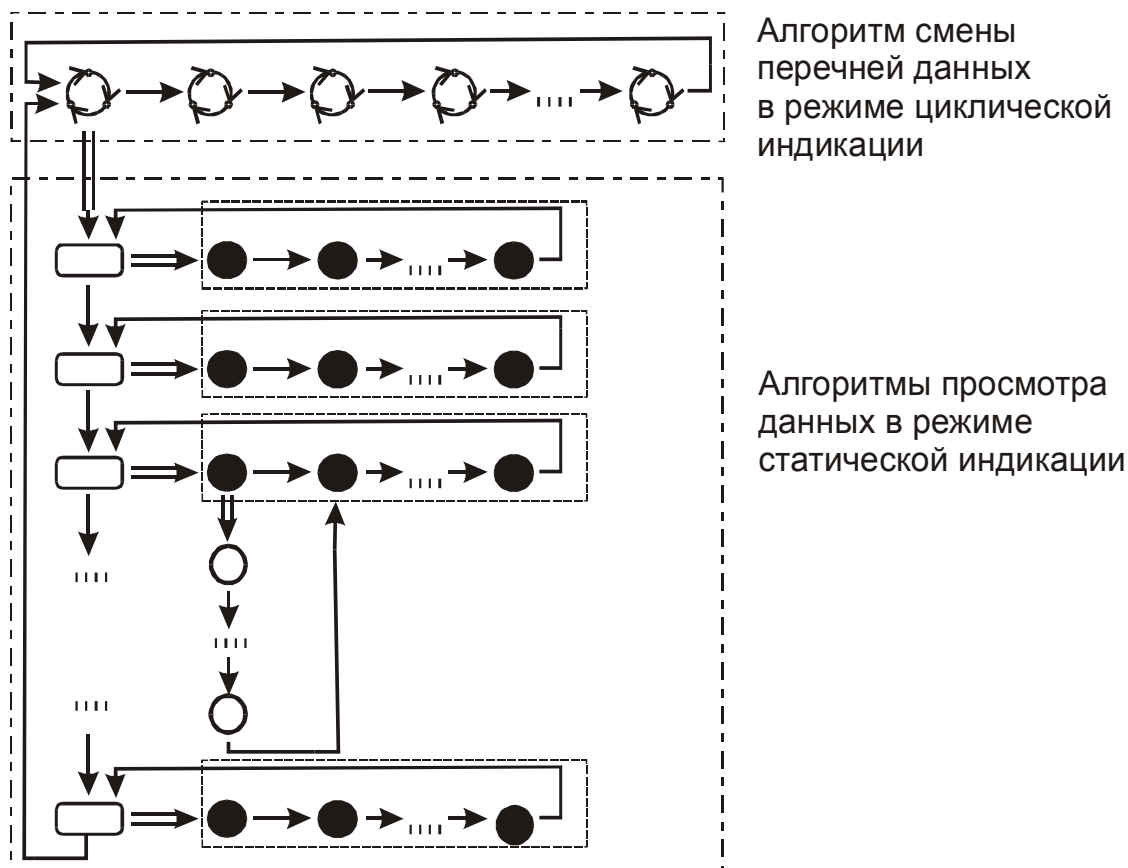 Алгоритм смены
перечней данных
в режиме циклической
индикации
Алгоритмы просмотра
данных в режиме
статической индикации